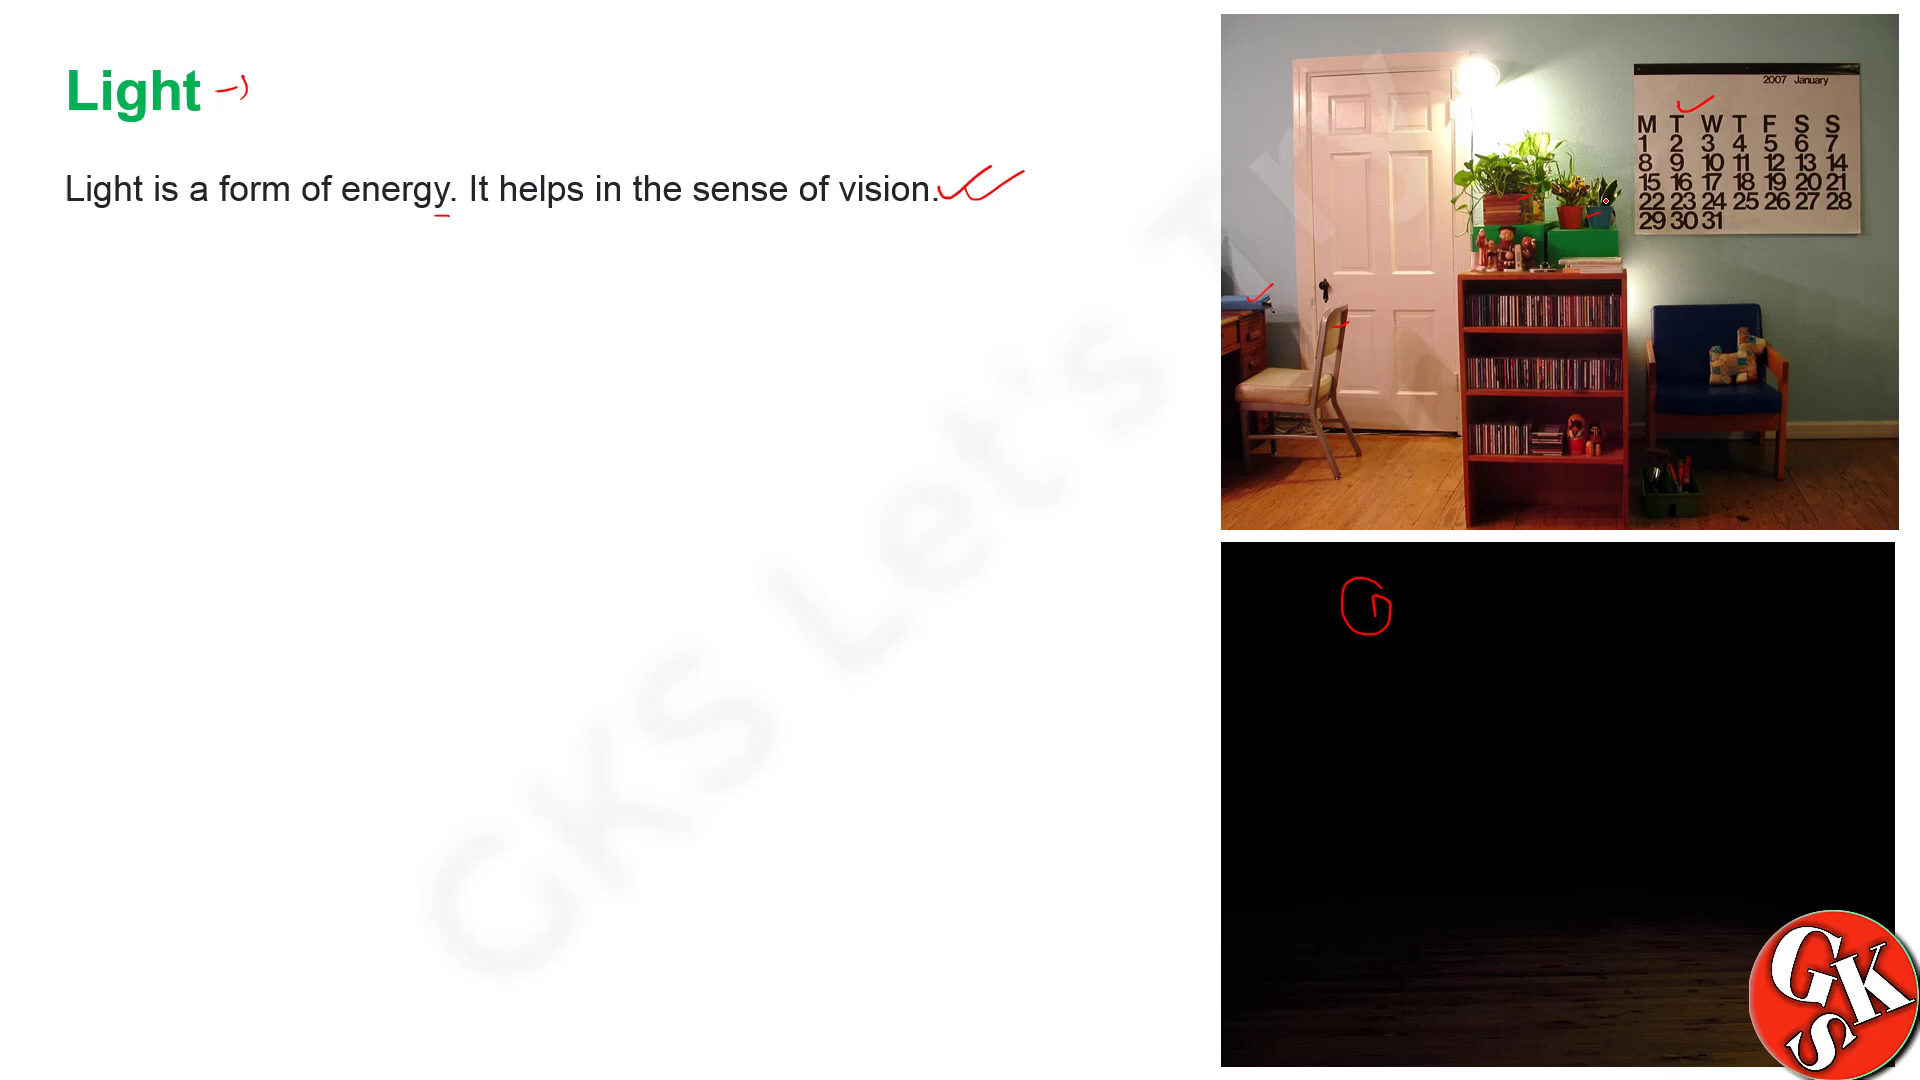 Light
Light is a form of energy. It helps in the sense of vision.
2007 January
M T W T F S S
1 2 3 4 5 6 7
8 9 10 11 12 13 14
15 16 17 18 19 20 21
22 23 24 25 26 27 28
29 30 31
GKS Let's
GKS